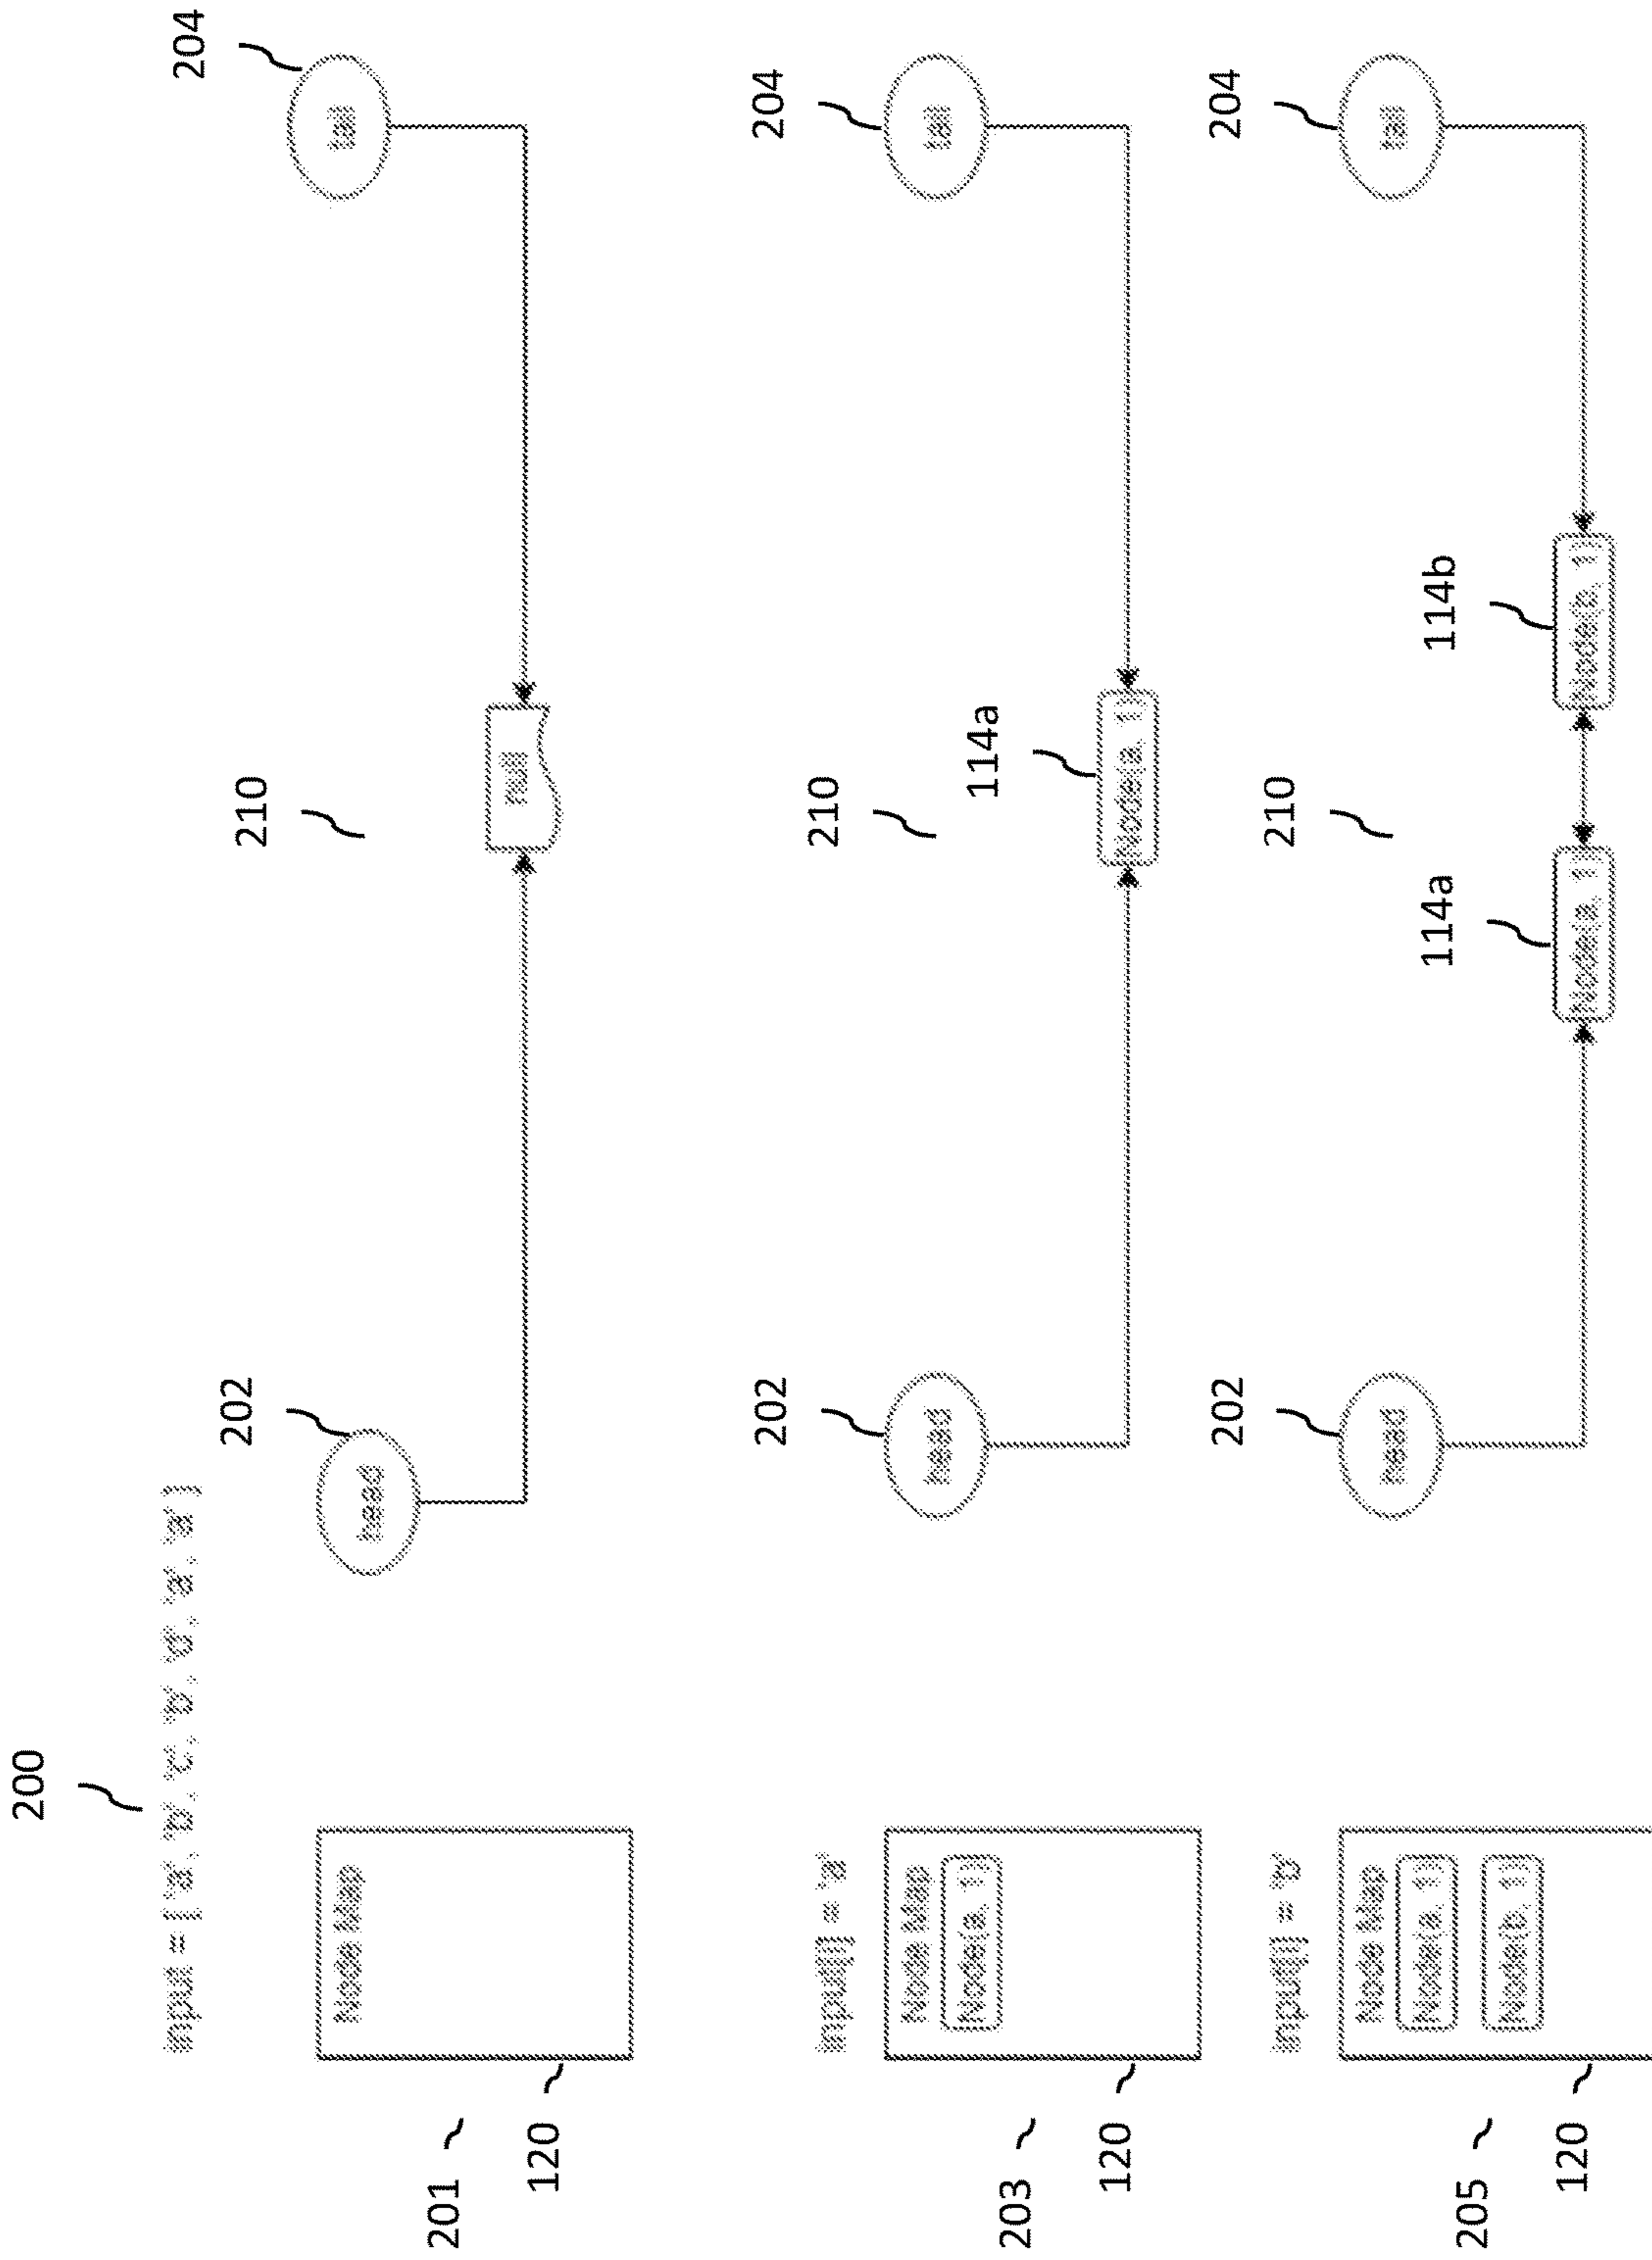 200
input = [ 'a', 'b', 'c', 'b', 'd', 'a', 'a' ]
201
120
Node Map
202
head
210
null
204
tail
input[i] = 'a'
203
120
Node Map
Node(a, 1)
202
head
210
114a
Node(a, 1)
204
tail
input[i] = 'b'
205
120
Node Map
Node(a, 1)
Node(b, 1)
202
head
210
114a
Node(a, 1)
114b
Node(b, 1)
204
tail